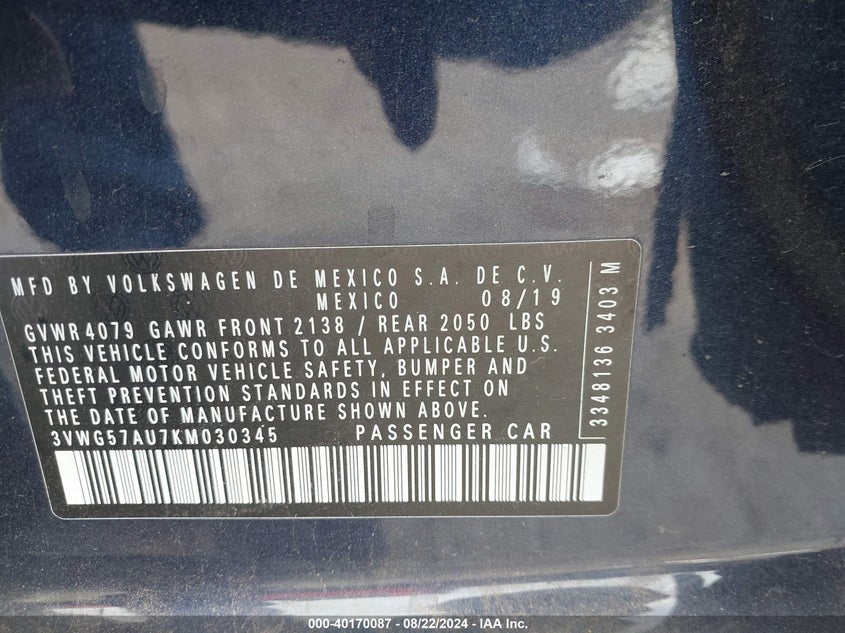 MFD BY VOLKSWAGEN DE MEXICO S.A. DE C.V.
MEXICO 08/19
GVWR 4079 GAWR FRONT 2138 / REAR 2050 LBS
THIS VEHICLE CONFORMS TO ALL APPLICABLE U.S.
FEDERAL MOTOR VEHICLE SAFETY, BUMPER AND
THEFT PREVENTION STANDARDS IN EFFECT ON
THE DATE OF MANUFACTURE SHOWN ABOVE.
3VWG57AU7KM030345 PASSENGER CAR
3348136 3403 M
000-40170087 - 08/22/2024 - IAA Inc.